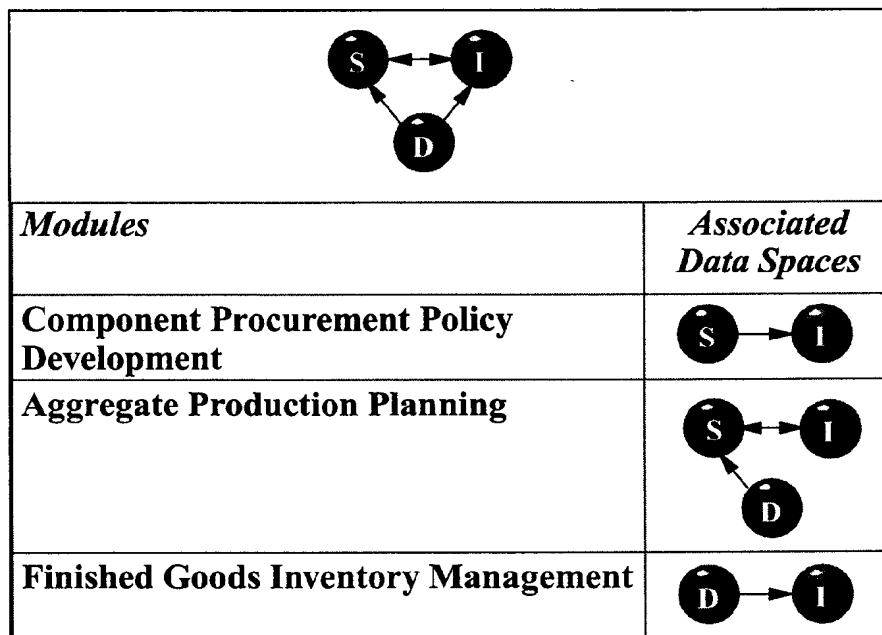 S I
D
Modules Associated
Data Spaces
Component Procurement Policy
Development
S I
Aggregate Production Planning
S I
D
Finished Goods Inventory Management
D I